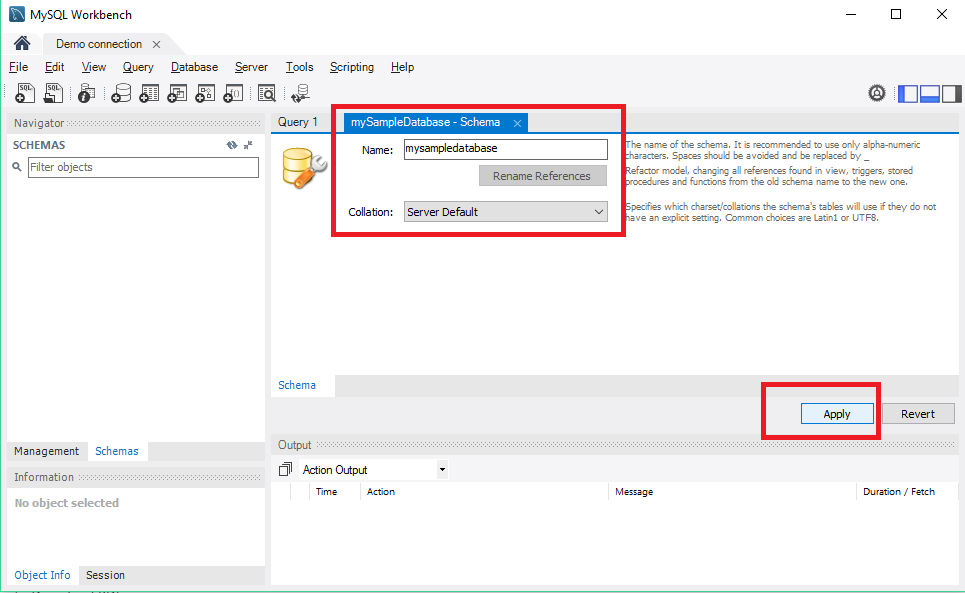 MySQL Workbench
Demo connection
File Edit View Query Database Server Tools Scripting Help
Navigator
SCHEMAS
Filter objects
Query 1
mySampleDatabase - Schema
Name: mysampledatabase
The name of the schema. It is recommended to use only alpha-numeric
characters. Spaces should be avoided and be replaced by _
Rename References
Refactor model, changing all references found in view, triggers, stored
procedures and functions from the old schema name to the new one.
Collation: Server Default
Specifies which charset/collations the schema's tables will use if they do not
have an explicit setting. Common choices are Latin1 or UTF8.
Schema
Apply Revert
Management Schemas
Information
No object selected
Object Info Session
Output
Action Output
Time Action Message Duration / Fetch